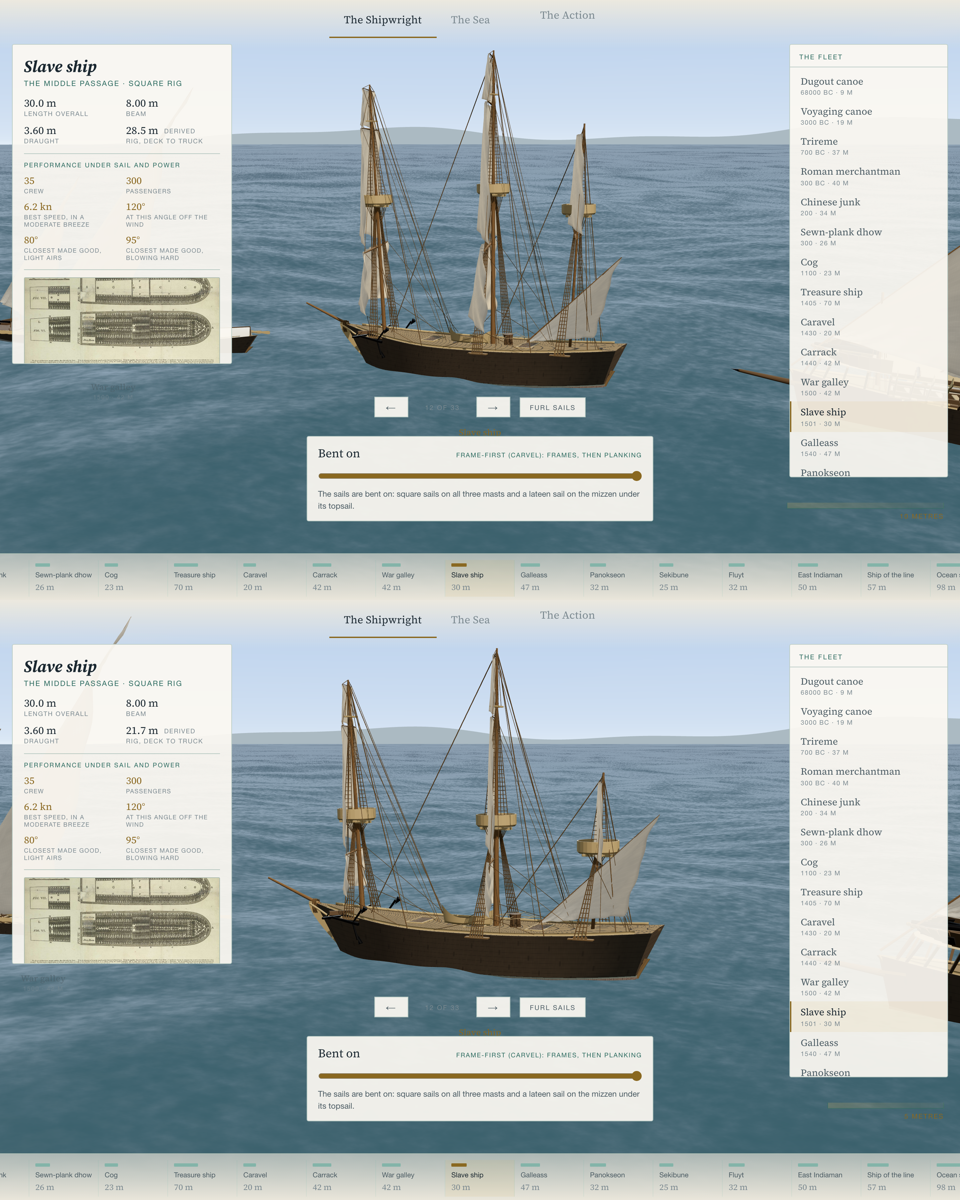 The Shipwright
The Sea
The Action
Slave ship
THE MIDDLE PASSAGE · SQUARE RIG
30.0 m
LENGTH OVERALL
8.00 m
BEAM
3.60 m
DRAUGHT
28.5 m DERIVED
RIG, DECK TO TRUCK
PERFORMANCE UNDER SAIL AND POWER
35
CREW
300
PASSENGERS
6.2 kn
BEST SPEED, IN A
MODERATE BREEZE
120°
AT THIS ANGLE OFF THE
WIND
80°
CLOSEST MADE GOOD,
LIGHT AIRS
95°
CLOSEST MADE GOOD,
BLOWING HARD
THE FLEET
Dugout canoe
68000 BC · 9 M
Voyaging canoe
3000 BC · 19 M
Trireme
700 BC · 37 M
Roman merchantman
300 BC · 40 M
Chinese junk
200 · 34 M
Sewn-plank dhow
300 · 26 M
Cog
1100 · 23 M
Treasure ship
1405 · 70 M
Caravel
1430 · 20 M
Carrack
1440 · 42 M
War galley
1500 · 42 M
Slave ship
1501 · 30 M
Galleass
1540 · 47 M
Panokseon
←
→
FURL SAILS
Bent on
FRAME-FIRST (CARVEL): FRAMES, THEN PLANKING
The sails are bent on: square sails on all three masts and a lateen sail on the mizzen under
its topsail.
Sewn-plank dhow
26 m
Cog
23 m
Treasure ship
70 m
Caravel
20 m
Carrack
42 m
War galley
42 m
Slave ship
30 m
Galleass
47 m
Panokseon
32 m
Sekibune
25 m
Fluyt
32 m
East Indiaman
50 m
Ship of the line
57 m
Ocean
98 m
The Shipwright
The Sea
The Action
Slave ship
THE MIDDLE PASSAGE · SQUARE RIG
30.0 m
LENGTH OVERALL
8.00 m
BEAM
3.60 m
DRAUGHT
21.7 m DERIVED
RIG, DECK TO TRUCK
PERFORMANCE UNDER SAIL AND POWER
35
CREW
300
PASSENGERS
6.2 kn
BEST SPEED, IN A
MODERATE BREEZE
120°
AT THIS ANGLE OFF THE
WIND
80°
CLOSEST MADE GOOD,
LIGHT AIRS
95°
CLOSEST MADE GOOD,
BLOWING HARD
THE FLEET
Dugout canoe
68000 BC · 9 M
Voyaging canoe
3000 BC · 19 M
Trireme
700 BC · 37 M
Roman merchantman
300 BC · 40 M
Chinese junk
200 · 34 M
Sewn-plank dhow
300 · 26 M
Cog
1100 · 23 M
Treasure ship
1405 · 70 M
Caravel
1430 · 20 M
Carrack
1440 · 42 M
War galley
1500 · 42 M
Slave ship
1501 · 30 M
Galleass
1540 · 47 M
Panokseon
←
→
FURL SAILS
Bent on
FRAME-FIRST (CARVEL): FRAMES, THEN PLANKING
The sails are bent on: square sails on all three masts and a lateen sail on the mizzen under
its topsail.
Sewn-plank dhow
26 m
Cog
23 m
Treasure ship
70 m
Caravel
20 m
Carrack
42 m
War galley
42 m
Slave ship
30 m
Galleass
47 m
Panokseon
32 m
Sekibune
25 m
Fluyt
32 m
East Indiaman
50 m
Ship of the line
57 m
Ocean
98 m